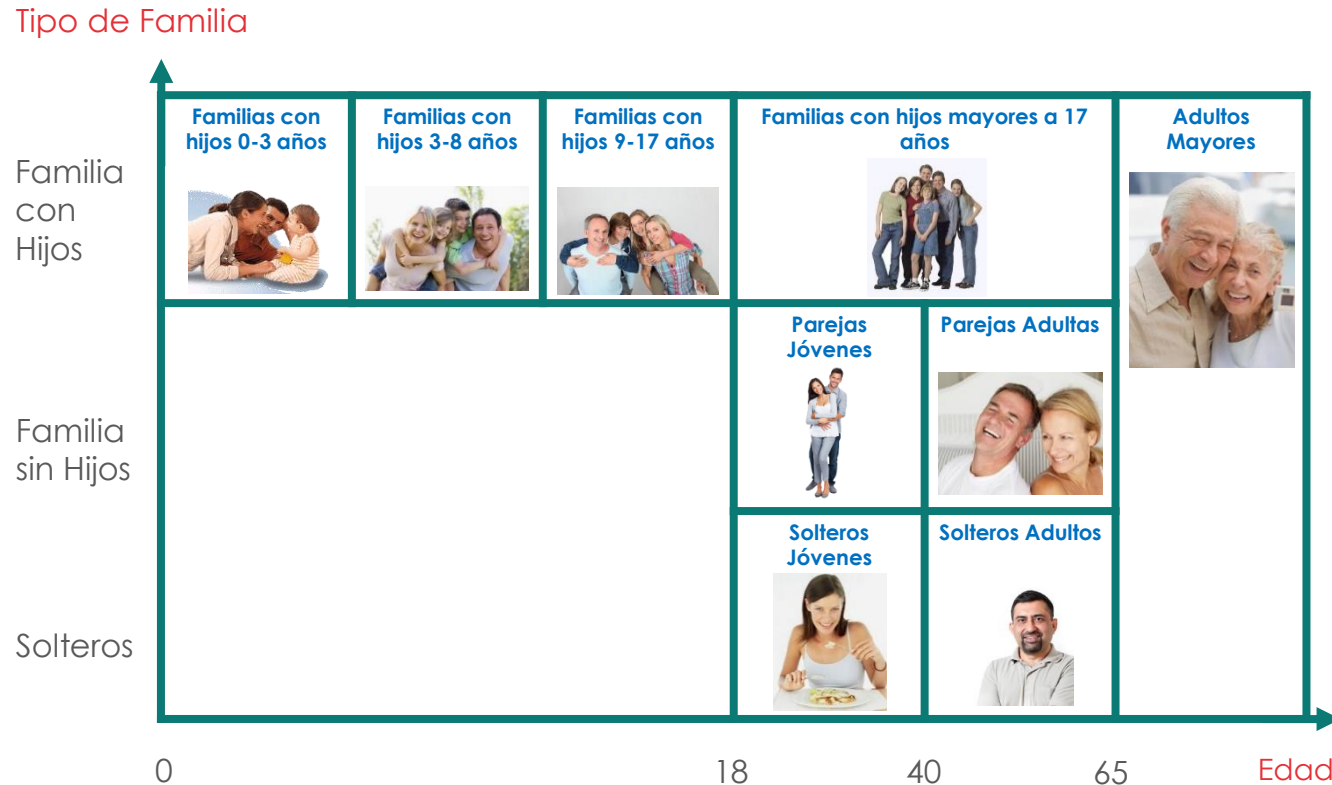 Tipo de Familia
Familias con
hijos 0-3 años
Familias con
hijos 3-8 años
Familias con
hijos 9-17 años
Familias con hijos mayores a 17
años
Adultos
Mayores
Familia
con
Hijos
Parejas
Jóvenes
Parejas Adultas
Familia
sin Hijos
Solteros
Jóvenes
Solteros Adultos
Solteros
0
18
40
65
Edad